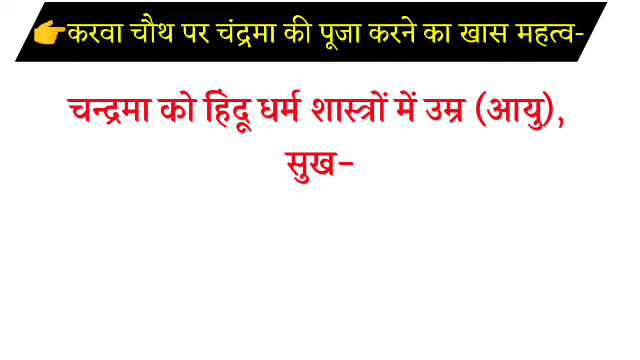 👉करवा चौथ पर चंद्रमा की पूजा करने का खास महत्व-
चन्द्रमा को हिंदू धर्म शास्त्रों में उम्र (आयु),
सुख-